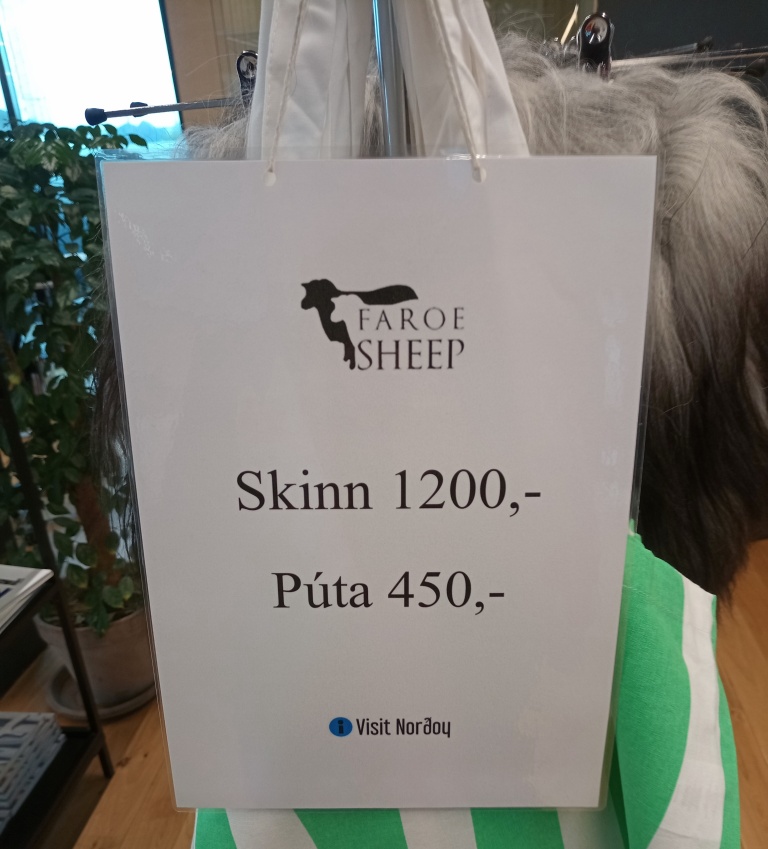 FAROE
SHEEP
Skinn 1200,-
Púta 450,-
i Visit Norðoy